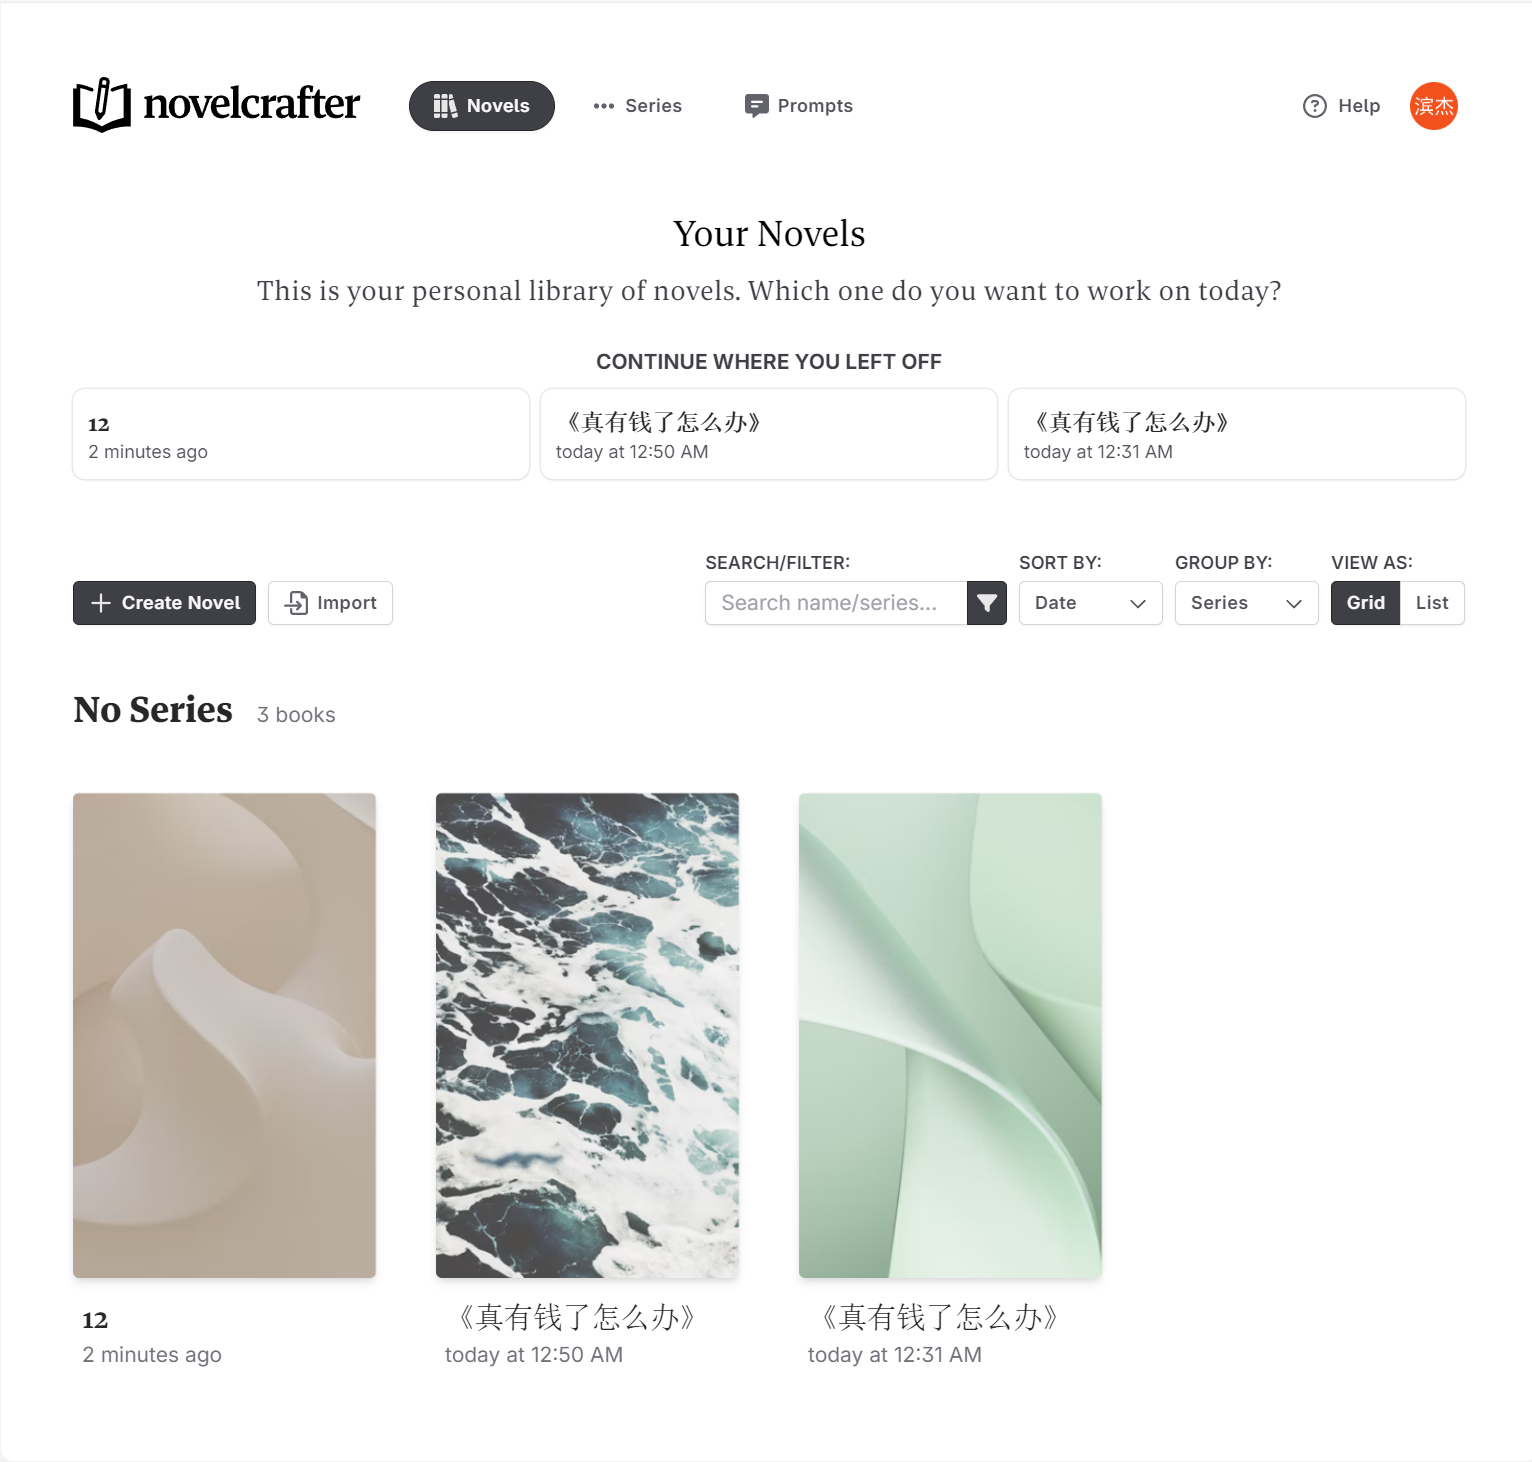 novelcrafter Novels Series Prompts Help 滨杰
Your Novels
This is your personal library of novels. Which one do you want to work on today?
CONTINUE WHERE YOU LEFT OFF
12
2 minutes ago
《真有钱了怎么办》
today at 12:50 AM
《真有钱了怎么办》
today at 12:31 AM
Create Novel
Import
SEARCH/FILTER:
Search name/series...
SORT BY:
Date
GROUP BY:
Series
VIEW AS:
Grid List
No Series 3 books
12
2 minutes ago
《真有钱了怎么办》
today at 12:50 AM
《真有钱了怎么办》
today at 12:31 AM